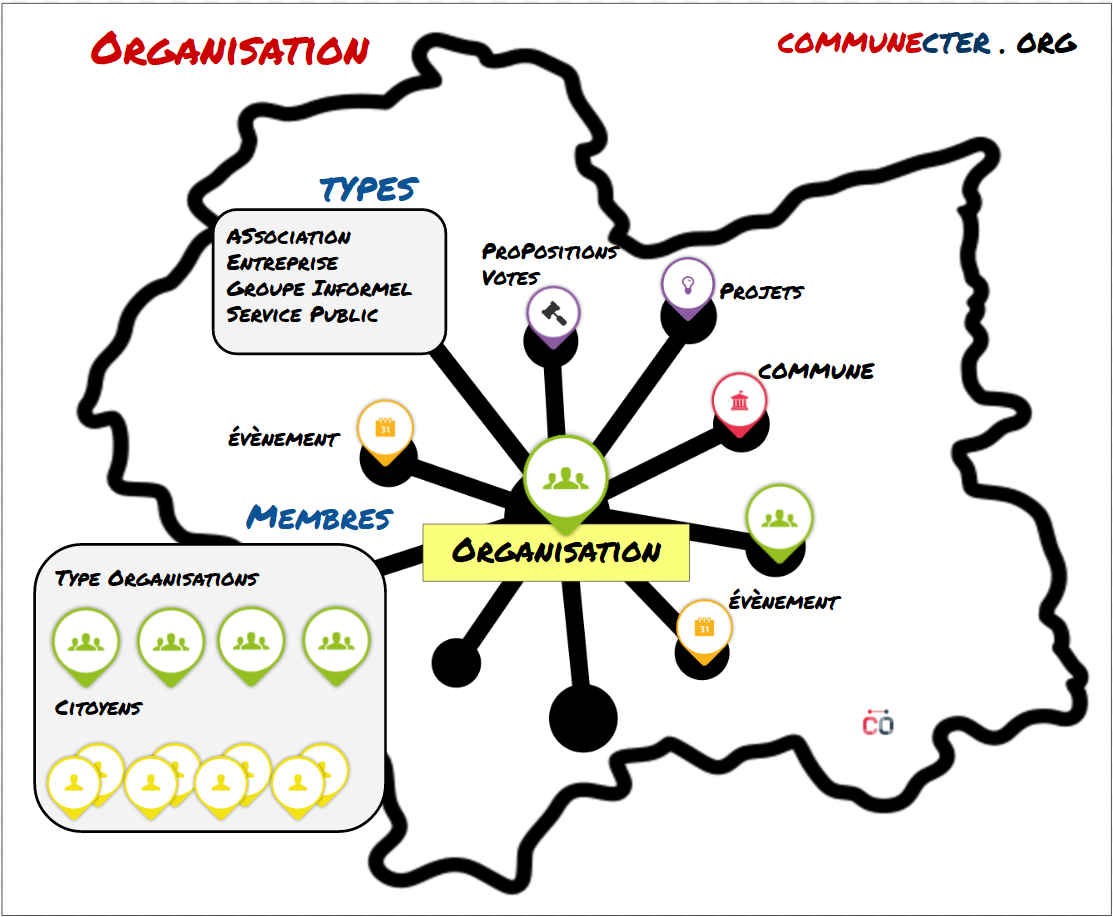 Organisation
COMMUNECTER . ORG
TYPES
ASsociation
Entreprise
Groupe Informel
Service Public
ProPositions
Votes
Projets
COMMUNE
évènement
Membres
Organisation
Type Organisations
évènement
Citoyens
31
31
CO